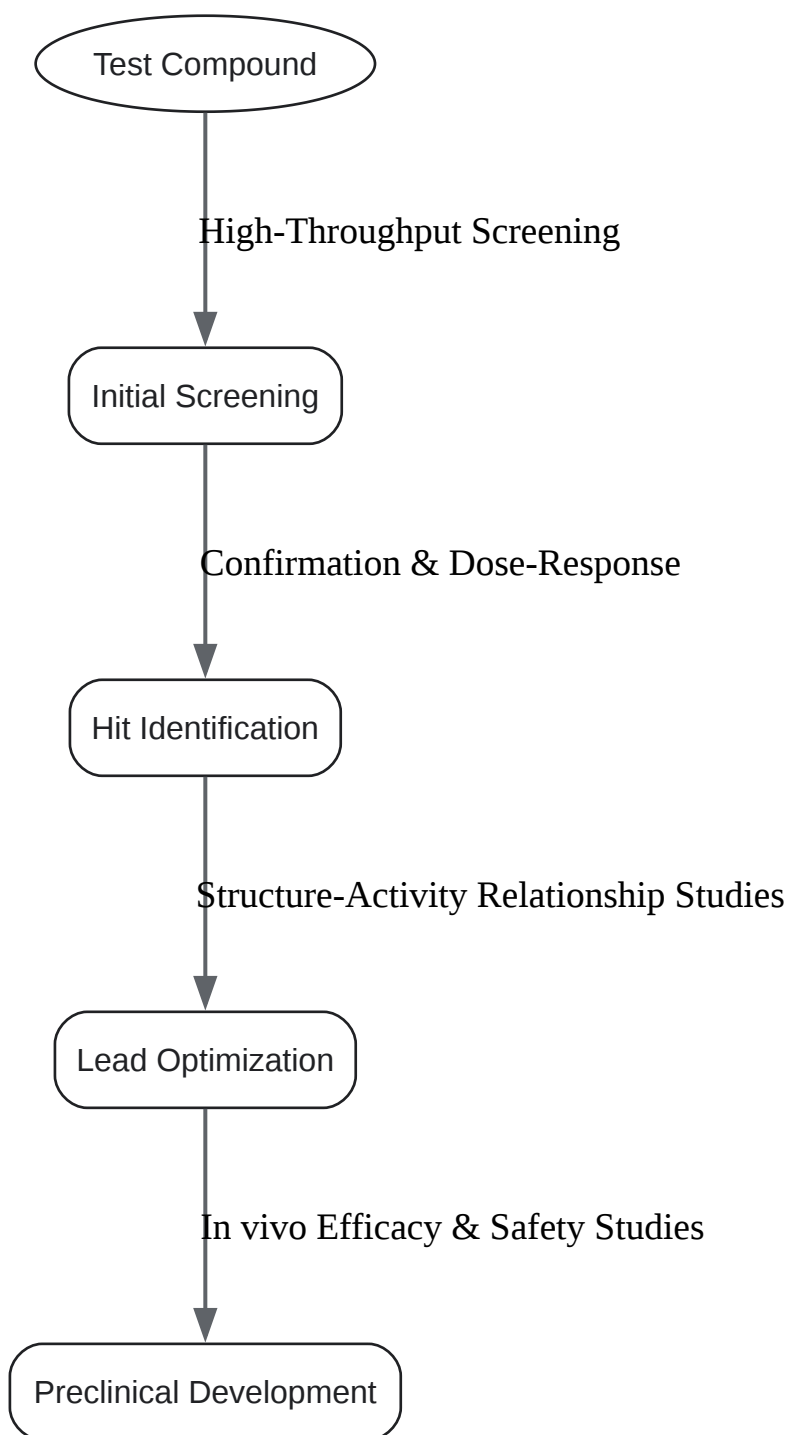 Test Compound
High-Throughput Screening
Initial Screening
Confirmation & Dose-Response
Hit Identification
Structure-Activity Relationship Studies
Lead Optimization
In vivo Efficacy & Safety Studies
Preclinical Development